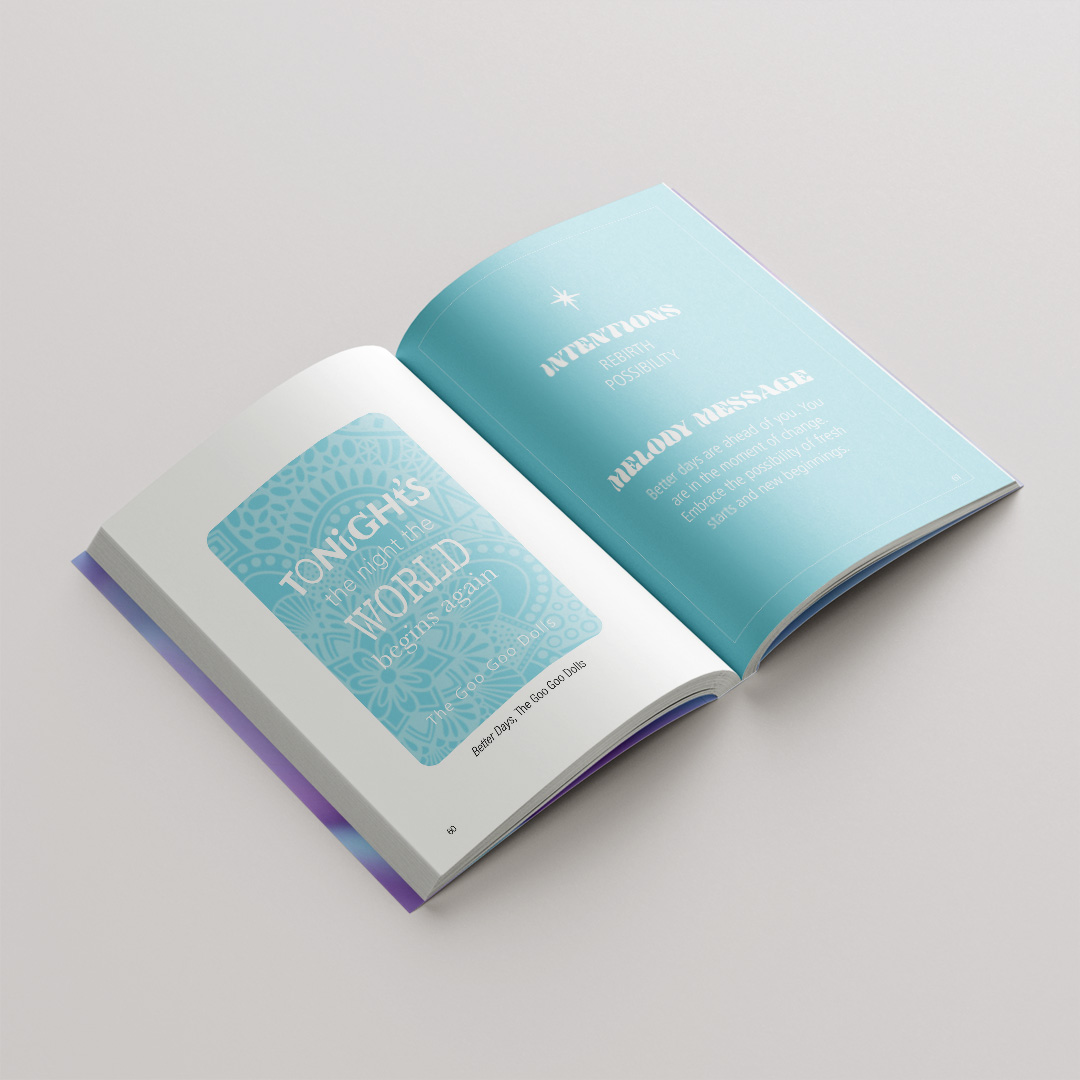 TONiGHt's
the night the
WORLD
begins again
The Goo Goo Dolls
Better Days, The Goo Goo Dolls
60
INTENTIONS
REBIRTH
POSSIBILITY
MELODY MESSAGE
Better days are ahead of you. You
are in the moment of change.
Embrace the possibility of fresh
starts and new beginnings.